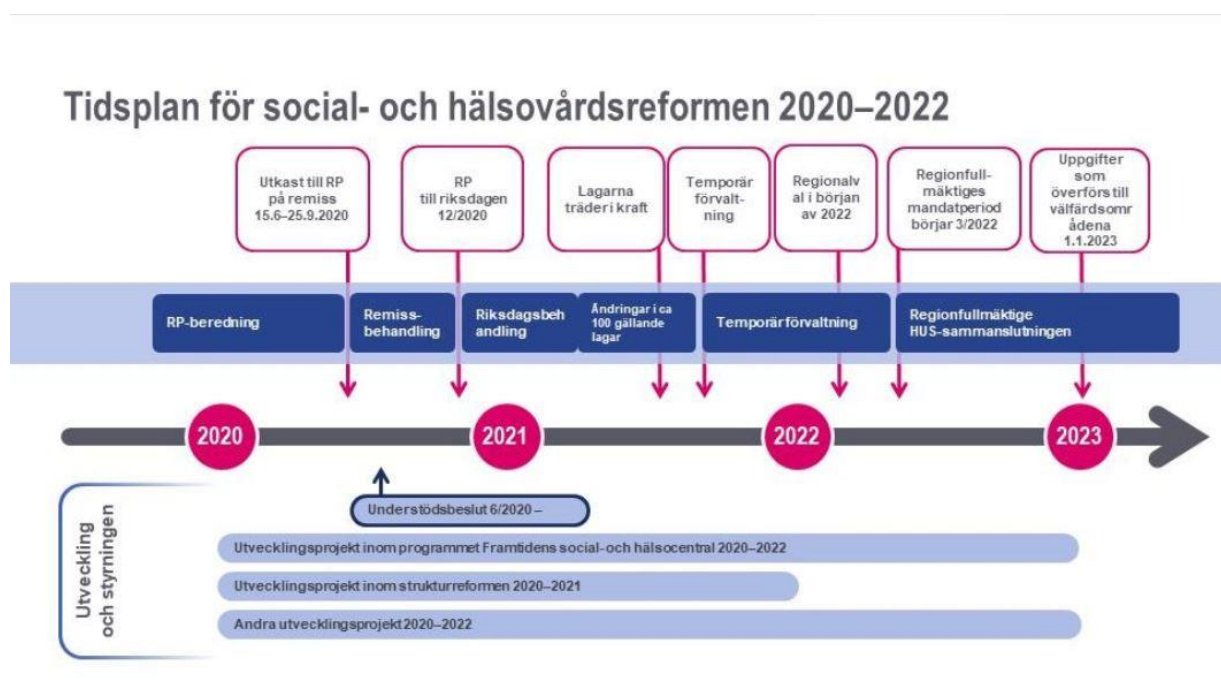 Tidsplan för social- och hälsovårdsreformen 2020–2022
Utkast till RP
på remiss
15.6–25.9.2020
RP
till riksdagen
12/2020
Lagarna
träder i kraft
Temporär
förvalt-
ning
Regionalv
al i början
av 2022
Regionfull-
mäktiges
mandatperiod
börjar 3/2022
Uppgifter
som
överförs till
välfärdsomr
ådena
1.1.2023
RP-beredning
Remiss-
behandling
Riksdagsbeh
andling
Ändringar i ca
100 gällande
lagar
Temporär förvaltning
Regionfullmäktige
HUS-sammanslutningen
2020
2021
2022
2023
Utveckling
och styrningen
Understödsbeslut 6/2020 –
Utvecklingsprojekt inom programmet Framtidens social-och hälsocentral 2020–2022
Utvecklingsprojekt inom strukturreformen 2020–2021
Andra utvecklingsprojekt 2020–2022